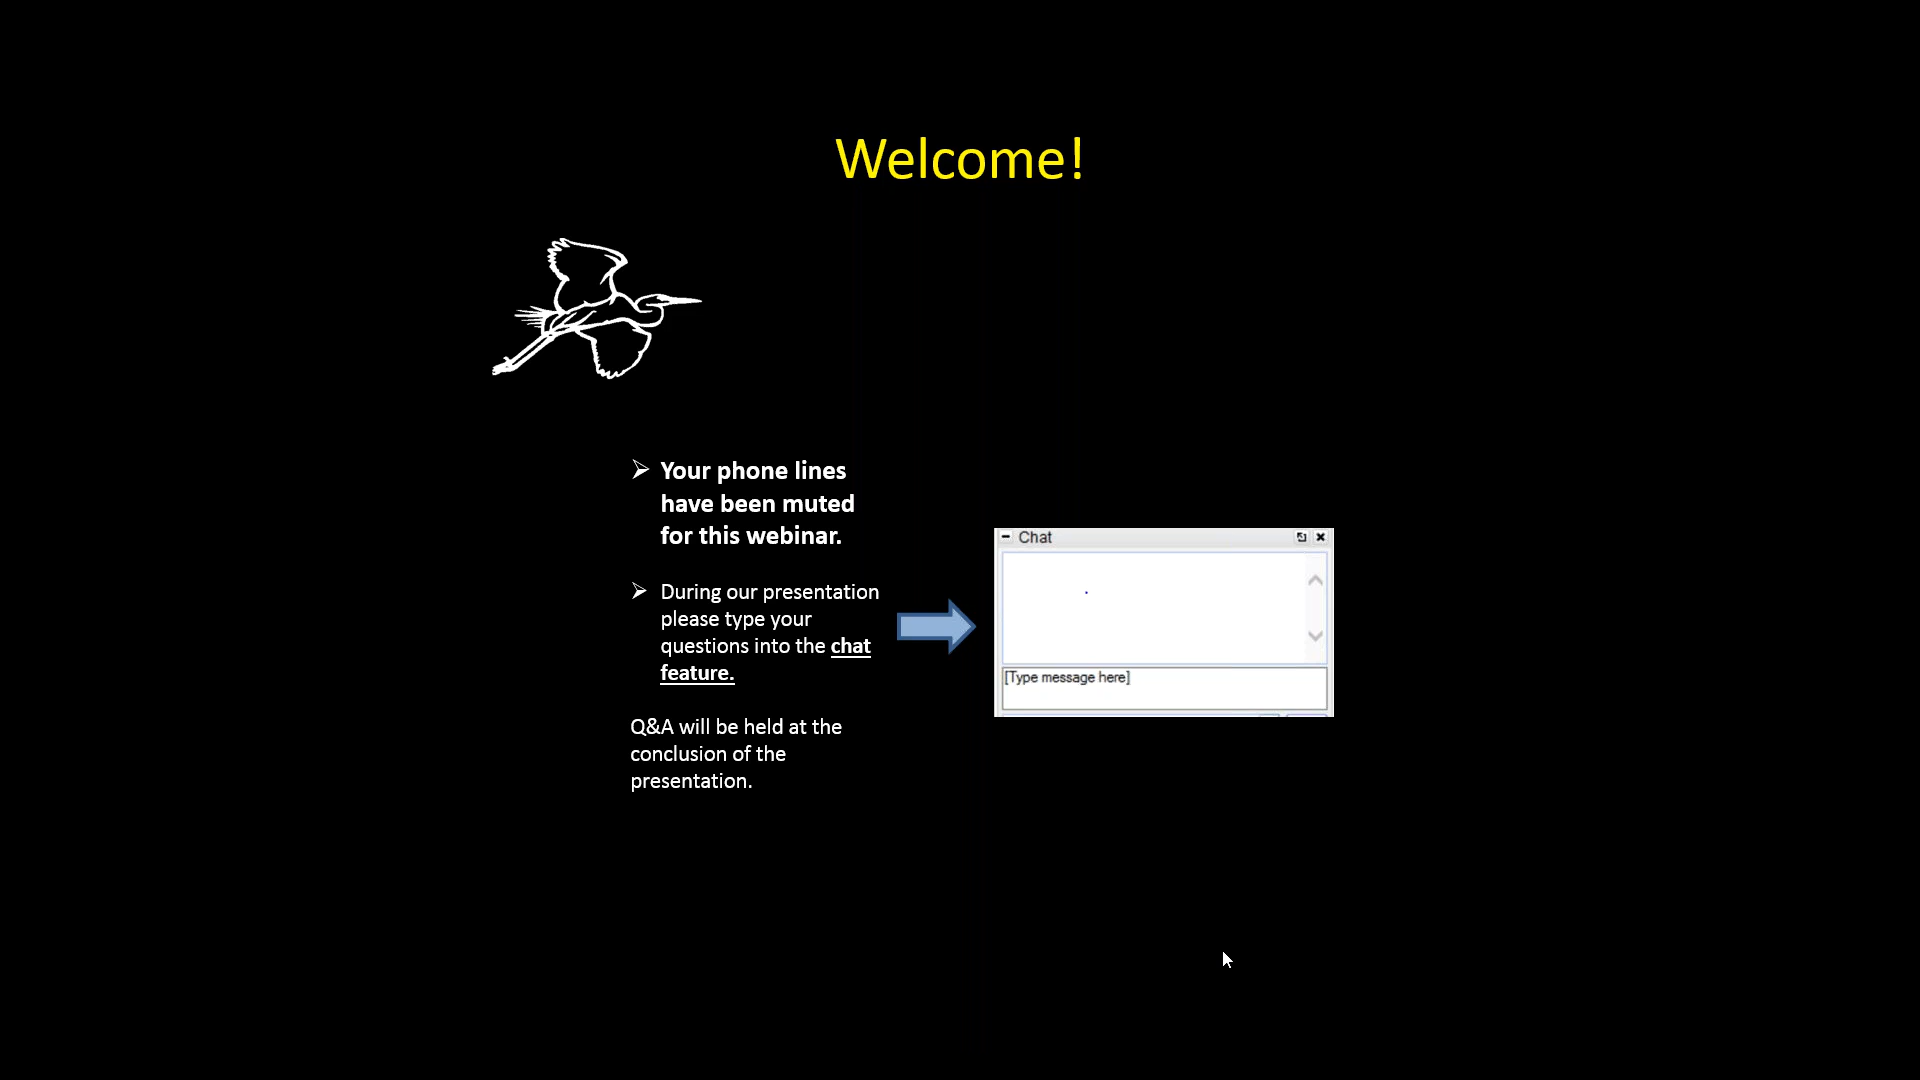 Welcome!
➢ Your phone lines
have been muted
for this webinar.
➢ During our presentation
please type your
questions into the chat
feature.
Q&A will be held at the
conclusion of the
presentation.
Chat
[Type message here]